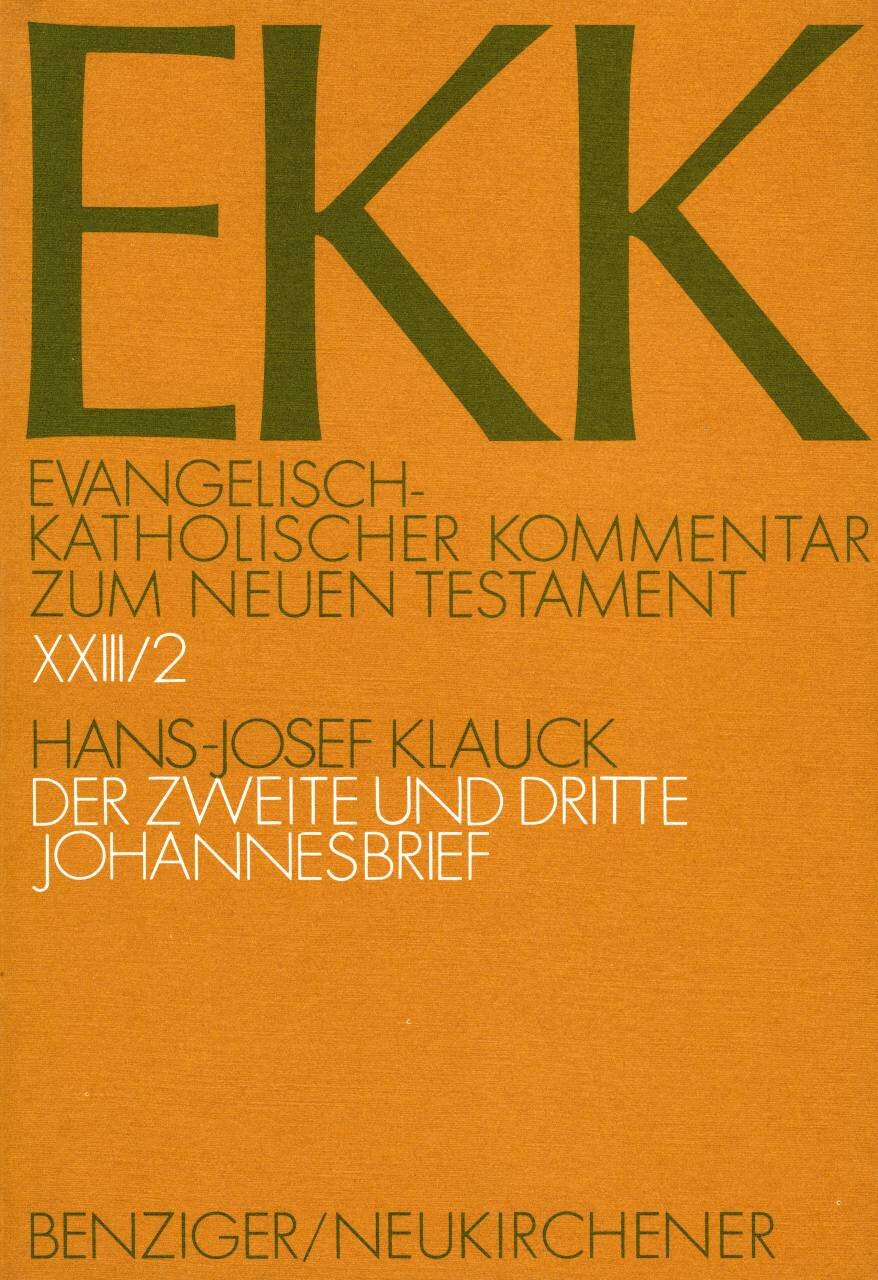 EKK
EVANGELISCH-
KATHOLISCHER KOMMENTAR
ZUM NEUEN TESTAMENT
XXIII/2
HANS-JOSEF KLAUCK
DER ZWEITE UND DRITTE
JOHANNESBRIEF
BENZIGER/NEUKIRCHENER